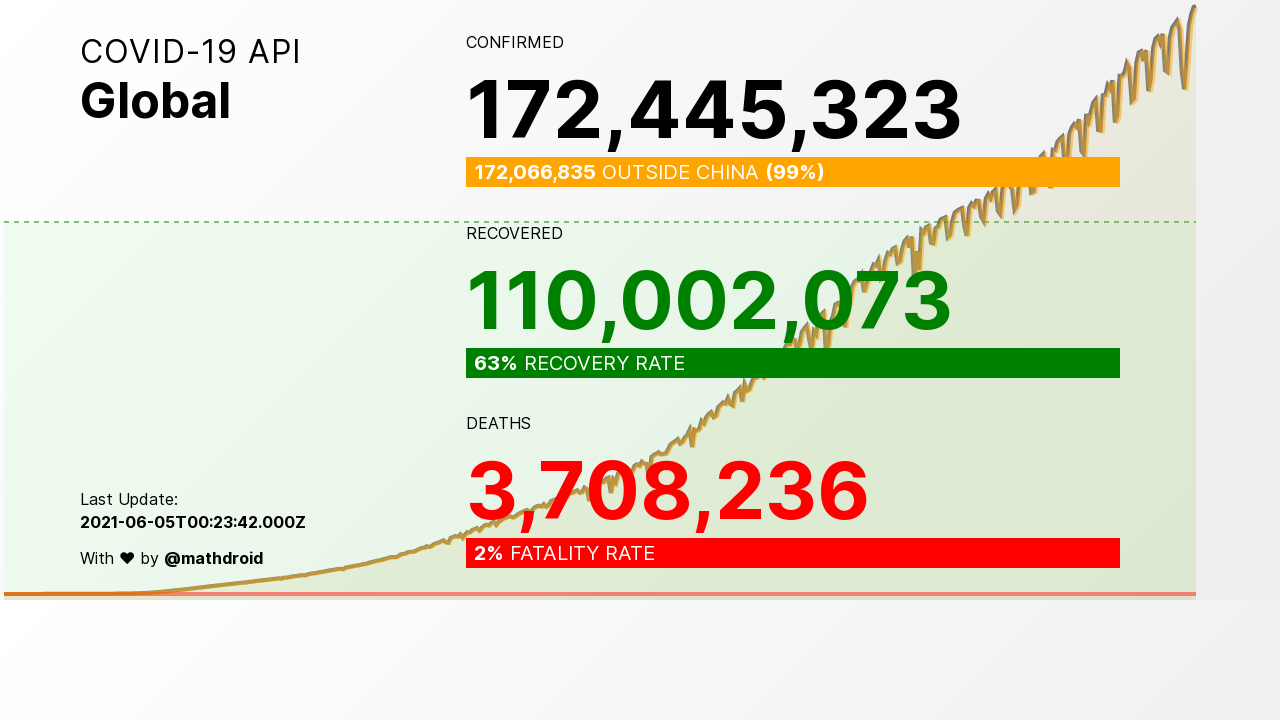 COVID-19 API
Global
CONFIRMED
172,445,323
172,066,835 OUTSIDE CHINA (99%)
RECOVERED
110,002,073
63% RECOVERY RATE
DEATHS
3,708,236
2% FATALITY RATE
Last Update:
2021-06-05T00:23:42.000Z
With ♥ by @mathdroid